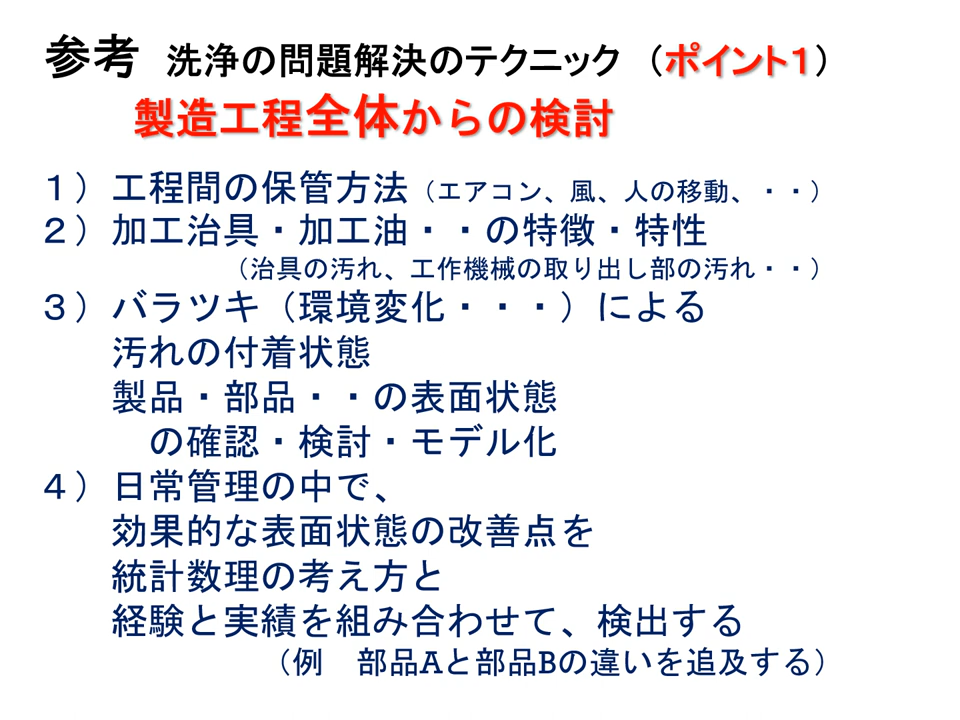 参考 洗浄の問題解決のテクニック （ポイント１）
製造工程全体からの検討
１）工程間の保管方法（エアコン、風、人の移動、・・）
２）加工治具・加工油・・の特徴・特性
（治具の汚れ、工作機械の取り出し部の汚れ・・）
３）バラツキ（環境変化・・・）による
汚れの付着状態
製品・部品・・の表面状態
の確認・検討・モデル化
４）日常管理の中で、
効果的な表面状態の改善点を
統計数理の考え方と
経験と実績を組み合わせて、検出する
（例　部品Aと部品Bの違いを追及する）